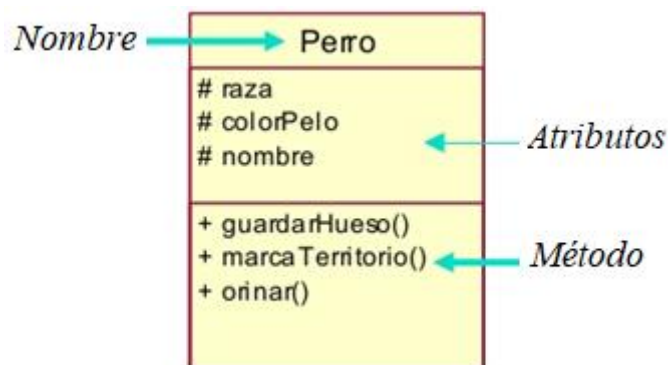 Nombre
Perro
# raza
# colorPelo
# nombre
Atributos
+ guardarHueso()
+ marcaTerritorio()
Método
+ orinar()